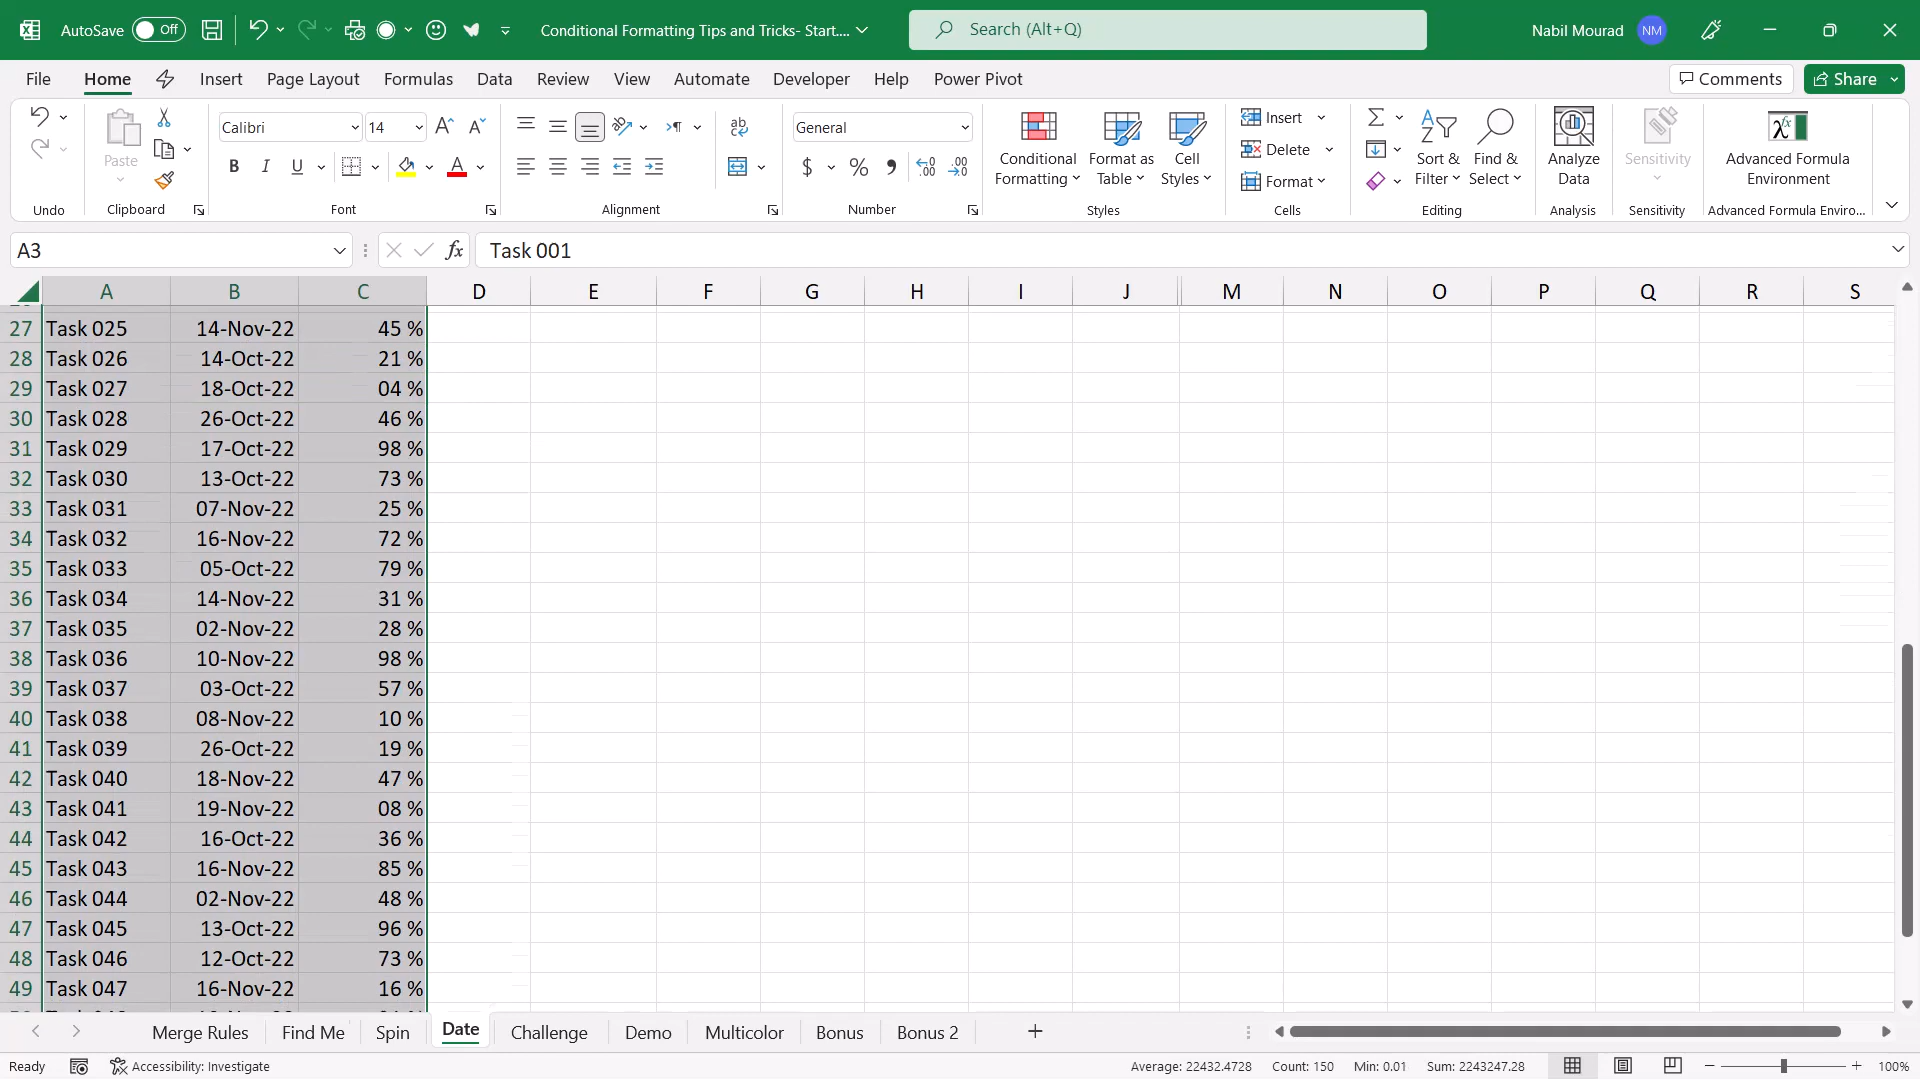 AutoSave Off Conditional Formatting Tips and Tricks- Start.... Search (Alt+Q) Nabil Mourad NM
File Home Insert Page Layout Formulas Data Review View Automate Developer Help Power Pivot Comments Share
Paste Calibri 14 General Conditional Formatting Format as Table Cell Styles Insert Delete Format Sort & Filter Find & Select Analyze Data Sensitivity Advanced Formula Environment
Undo Clipboard Font Alignment Number Styles Cells Editing Analysis Sensitivity Advanced Formula Enviro...
A3 fx Task 001
A B C D E F G H I J M N O P Q R S
27 Task 025 14-Nov-22 45 %
28 Task 026 14-Oct-22 21 %
29 Task 027 18-Oct-22 04 %
30 Task 028 26-Oct-22 46 %
31 Task 029 17-Oct-22 98 %
32 Task 030 13-Oct-22 73 %
33 Task 031 07-Nov-22 25 %
34 Task 032 16-Nov-22 72 %
35 Task 033 05-Oct-22 79 %
36 Task 034 14-Nov-22 31 %
37 Task 035 02-Nov-22 28 %
38 Task 036 10-Nov-22 98 %
39 Task 037 03-Oct-22 57 %
40 Task 038 08-Nov-22 10 %
41 Task 039 26-Oct-22 19 %
42 Task 040 18-Nov-22 47 %
43 Task 041 19-Nov-22 08 %
44 Task 042 16-Oct-22 36 %
45 Task 043 16-Nov-22 85 %
46 Task 044 02-Nov-22 48 %
47 Task 045 13-Oct-22 96 %
48 Task 046 12-Oct-22 73 %
49 Task 047 16-Nov-22 16 %
Merge Rules Find Me Spin Date Challenge Demo Multicolor Bonus Bonus 2
Ready Accessibility: Investigate Average: 22432.4728 Count: 150 Min: 0.01 Sum: 2243247.28 100%